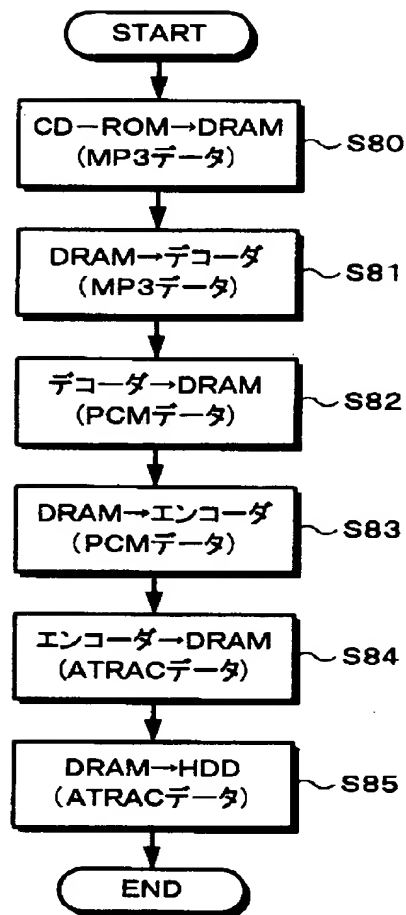 START
CD-ROM→DRAM
(MP3データ)
S80
DRAM→デコーダ
(MP3データ)
S81
デコーダ→DRAM
(PCMデータ)
S82
DRAM→エンコーダ
(PCMデータ)
S83
エンコーダ→DRAM
(ATRACデータ)
S84
DRAM→HDD
(ATRACデータ)
S85
END